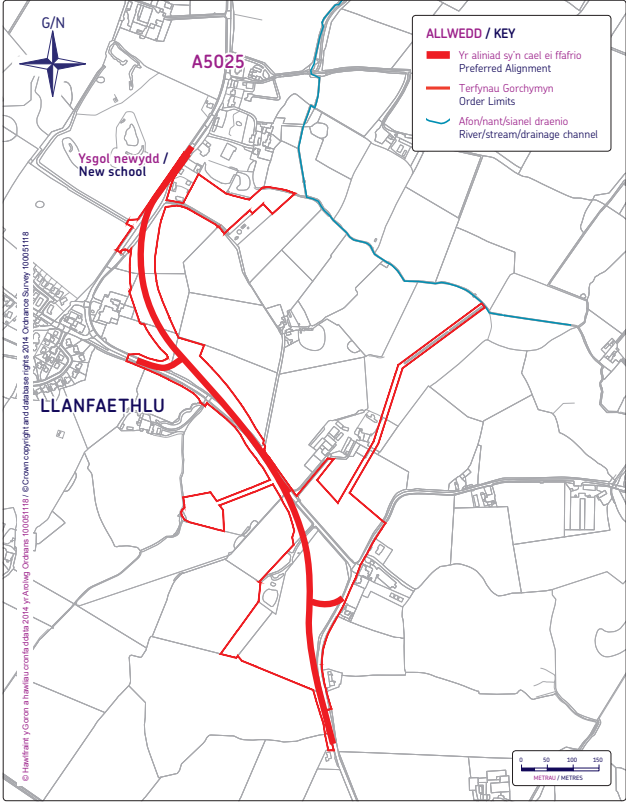 G/N
A5025
ALLWEDD / KEY
Yr aliniad sy'n cael ei ffafrio
Preferred Alignment
Terfynau Gorchymyn
Order Limits
Afon/nant/sianel draenio
River/stream/drainage channel
Ysgol newydd /
New school
LLANFAETHLU
© Hawlfraint y Goron a hawliau cronfa ddata 2014 yr Arolwg Ordnans 100051118 / © Crown copyright and database rights 2014 Ordnance Survey 100051118
0 50 100 150
METRAU / METRES